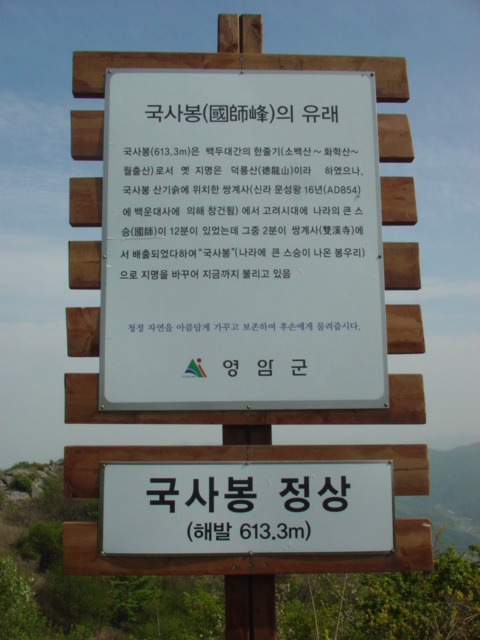 국사봉(國師峰)의 유래
국사봉(613.3m)은 백두대간의 한줄기(소백산～화학산～
월출산)로서 옛 지명은 덕룡산(德龍山)이라 하였으나,
국사봉 산기슭에 위치한 쌍계사(신라 문성왕 16년(AD854)
에 백운대사에 의해 창건됨) 에서 고려시대에 나라의 큰 스
승(國師)이 12분이 있었는데 그중 2분이 쌍계사(雙溪寺)에
서 배출되었다하여 "국사봉"(나라에 큰 스승이 나온 봉우리)
으로 지명을 바꾸어 지금까지 불리고 있음
청정 자연을 아름답게 가꾸고 보존하여 후손에게 물려줍시다.
영암군
국사봉 정상
(해발 613.3m)